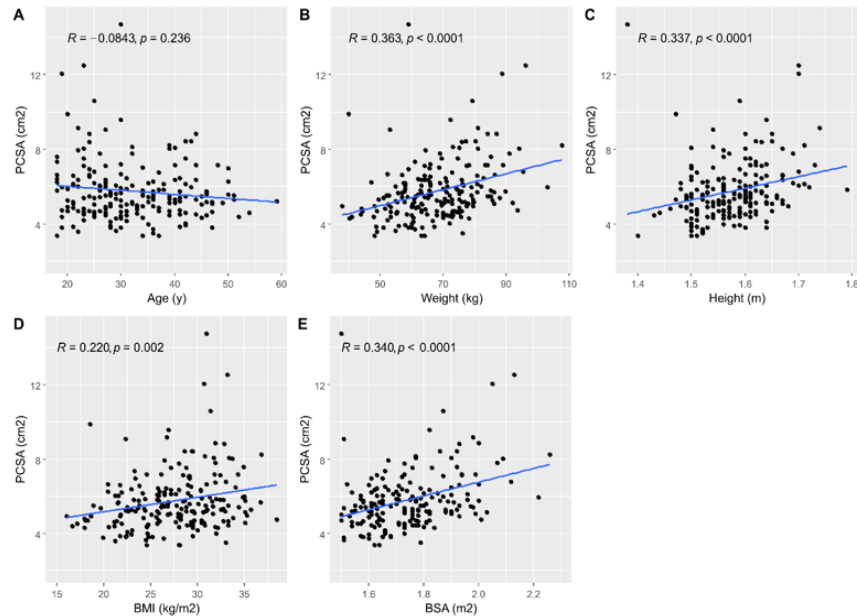 A
R = −0.0843, p = 0.236
12
8
4
PCSA (cm2)
20 30 40 50 60
Age (y)
B
R = 0.363, p < 0.0001
12
8
4
PCSA (cm2)
50 70 90 110
Weight (kg)
C
R = 0.337, p < 0.0001
12
8
4
PCSA (cm2)
1.4 1.5 1.6 1.7 1.8
Height (m)
D
R = 0.220, p = 0.002
12
8
4
PCSA (cm2)
15 20 25 30 35
BMI (kg/m2)
E
R = 0.340, p < 0.0001
12
8
4
PCSA (cm2)
1.6 1.8 2.0 2.2
BSA (m2)